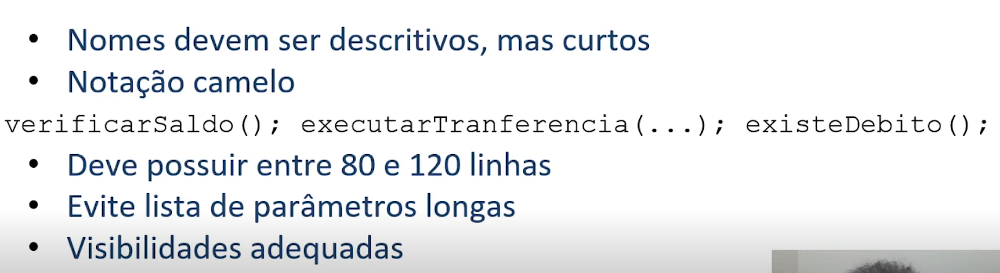 • Nomes devem ser descritivos, mas curtos
• Notação camelo
verificarSaldo(); executarTranferencia(...); existeDebito();
• Deve possuir entre 80 e 120 linhas
• Evite lista de parâmetros longas
• Visibilidades adequadas